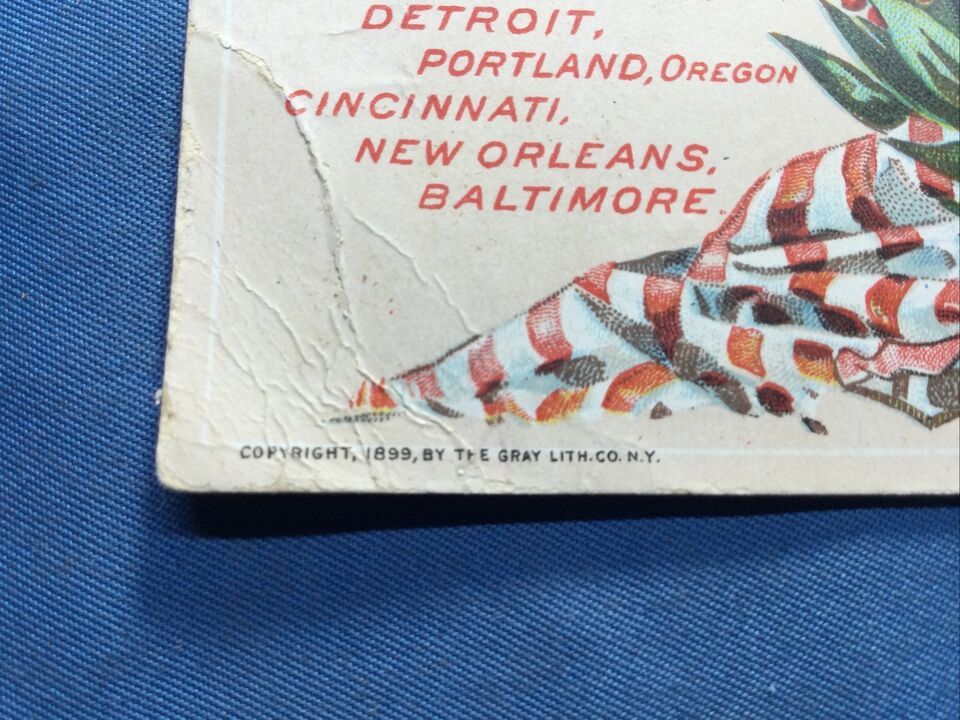 DETROIT,
PORTLAND, OREGON
CINCINNATI,
NEW ORLEANS,
BALTIMORE.
COPYRIGHT, 1899, BY THE GRAY LITH. CO. N.Y.